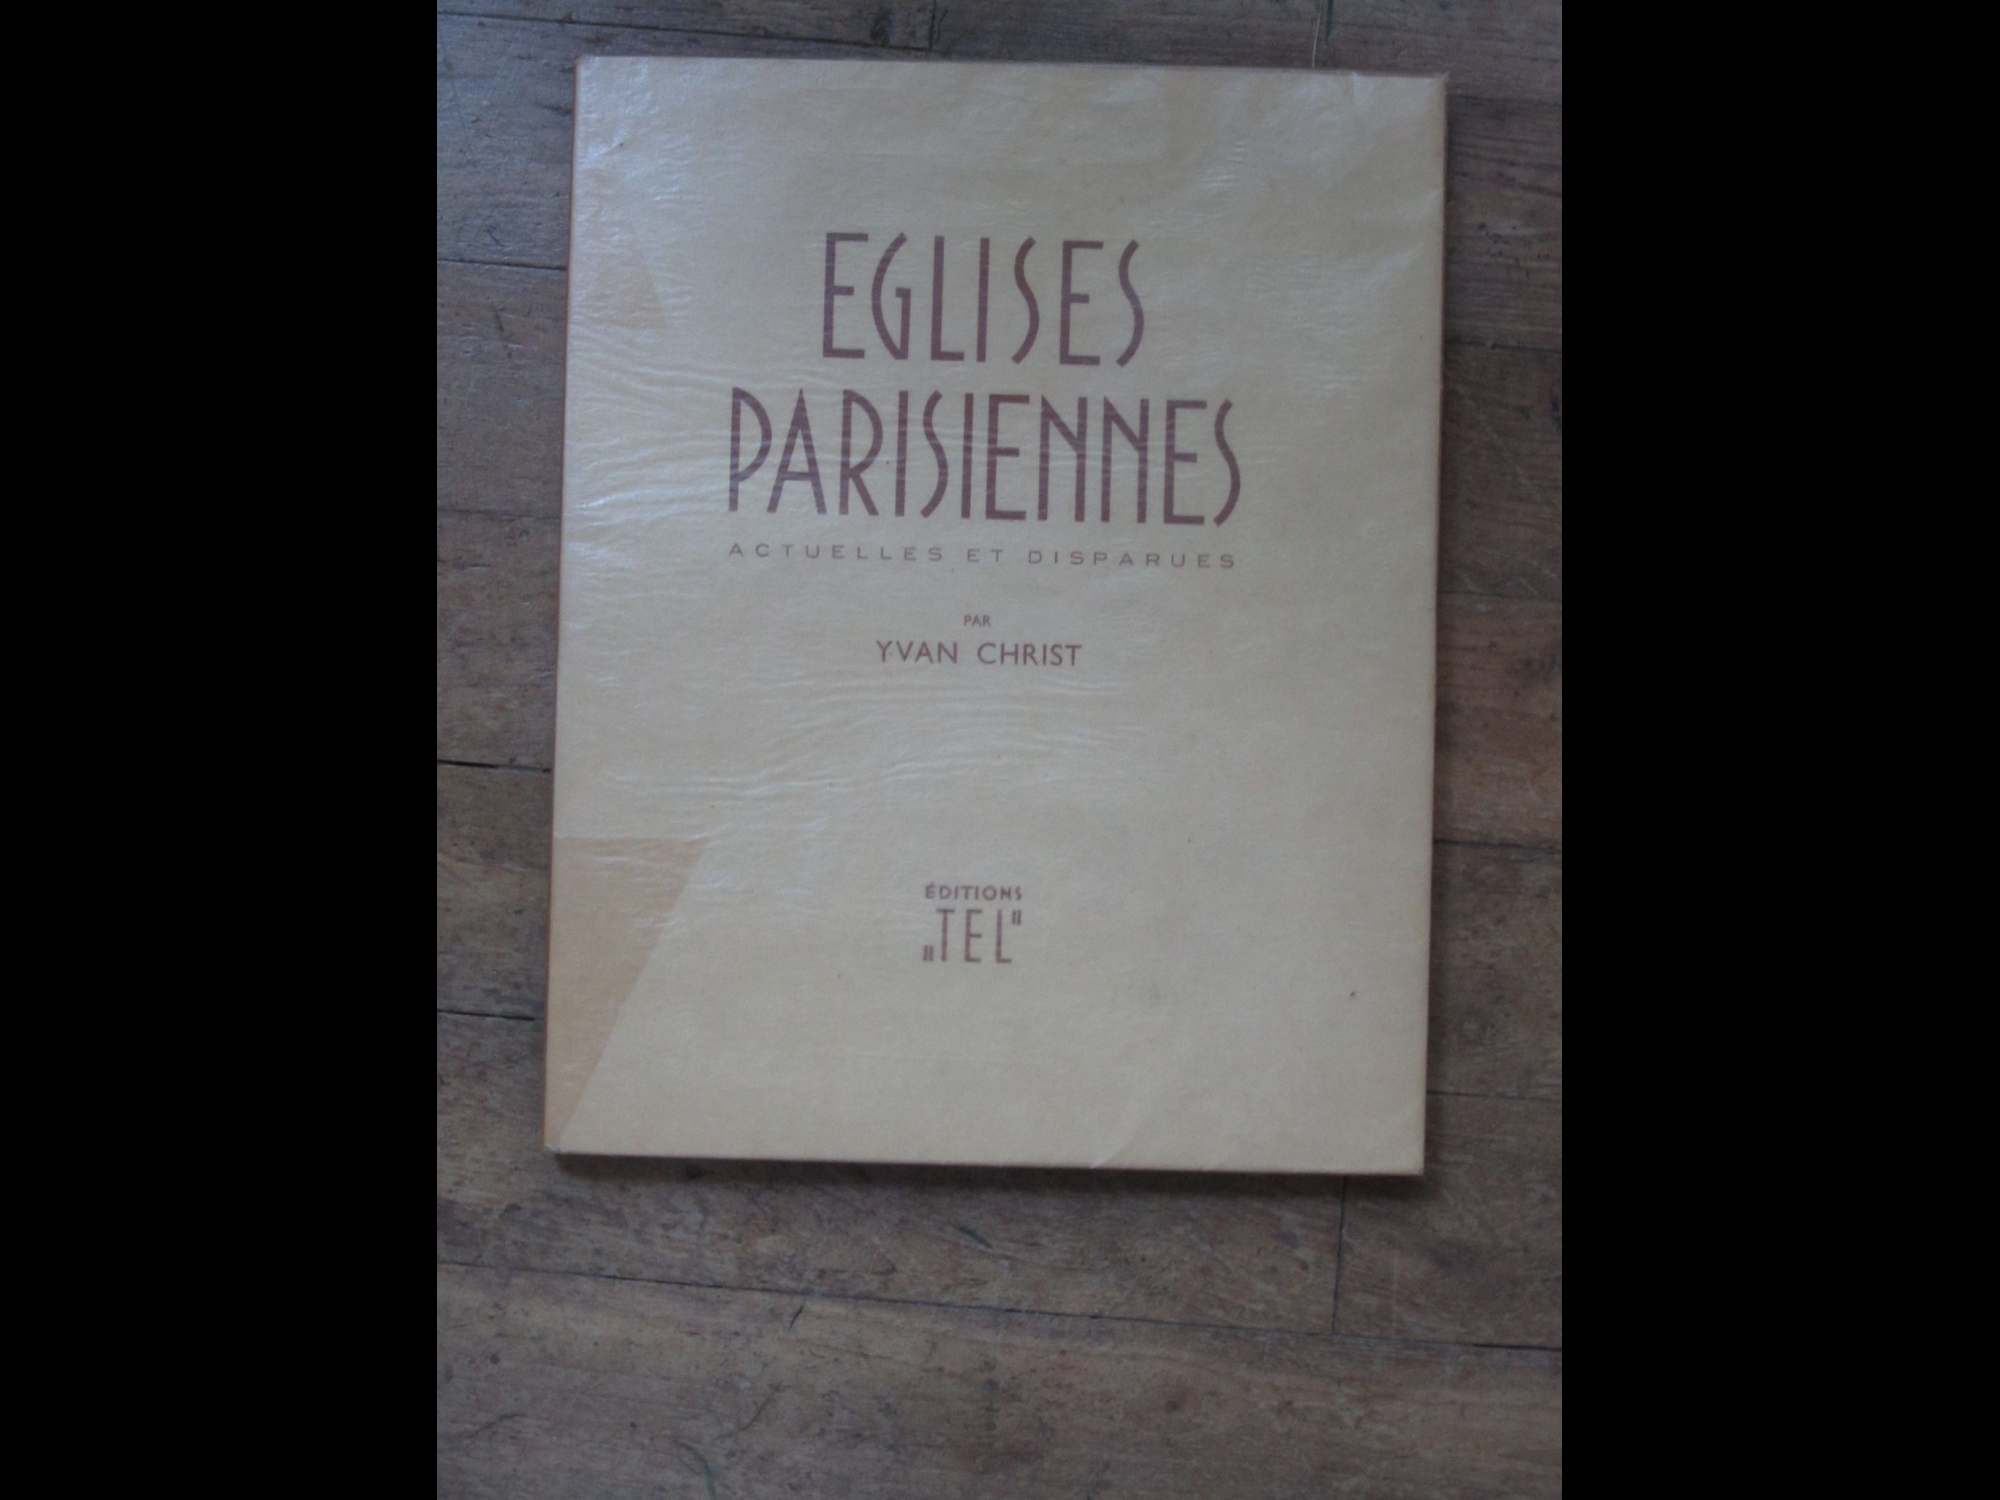 EGLISES
PARISIENNES
ACTUELLES ET DISPARUES
PAR
YVAN CHRIST
ÉDITIONS
„TEL"